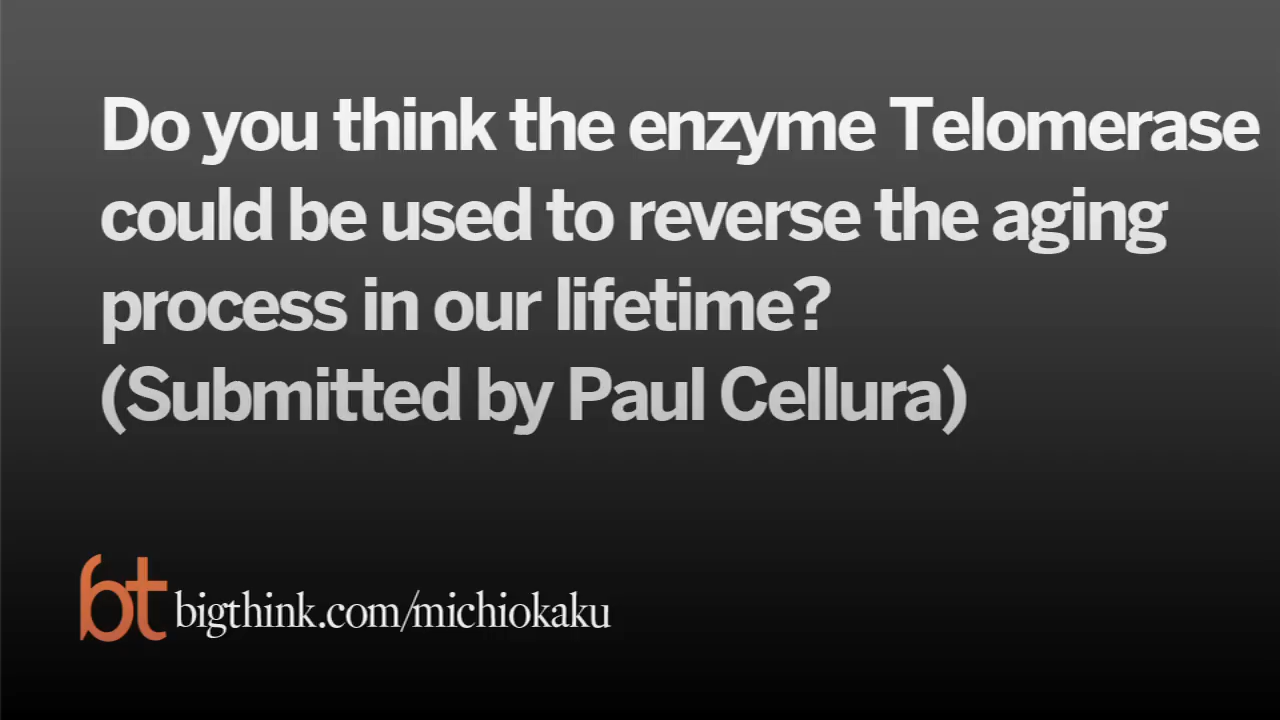 Do you think the enzyme Telomerase
could be used to reverse the aging
process in our lifetime?
(Submitted by Paul Cellura)
bt bigthink.com/michiokaku